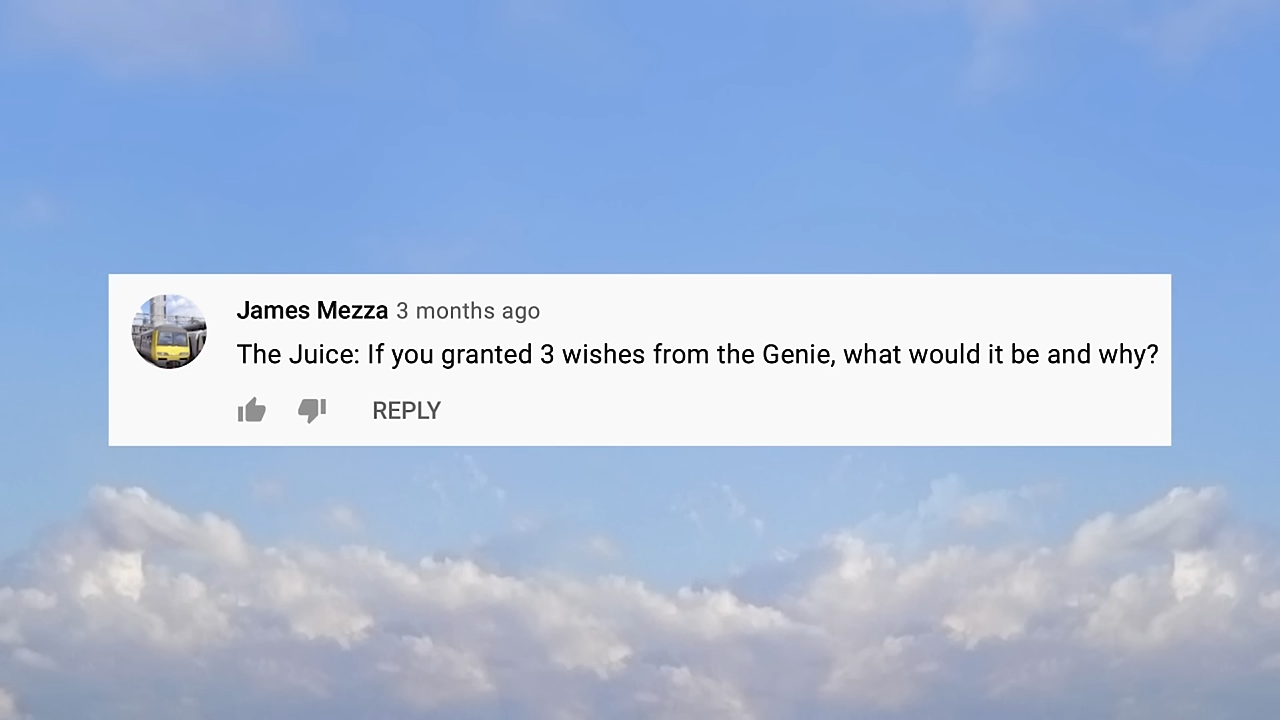 James Mezza 3 months ago
The Juice: If you granted 3 wishes from the Genie, what would it be and why?
REPLY